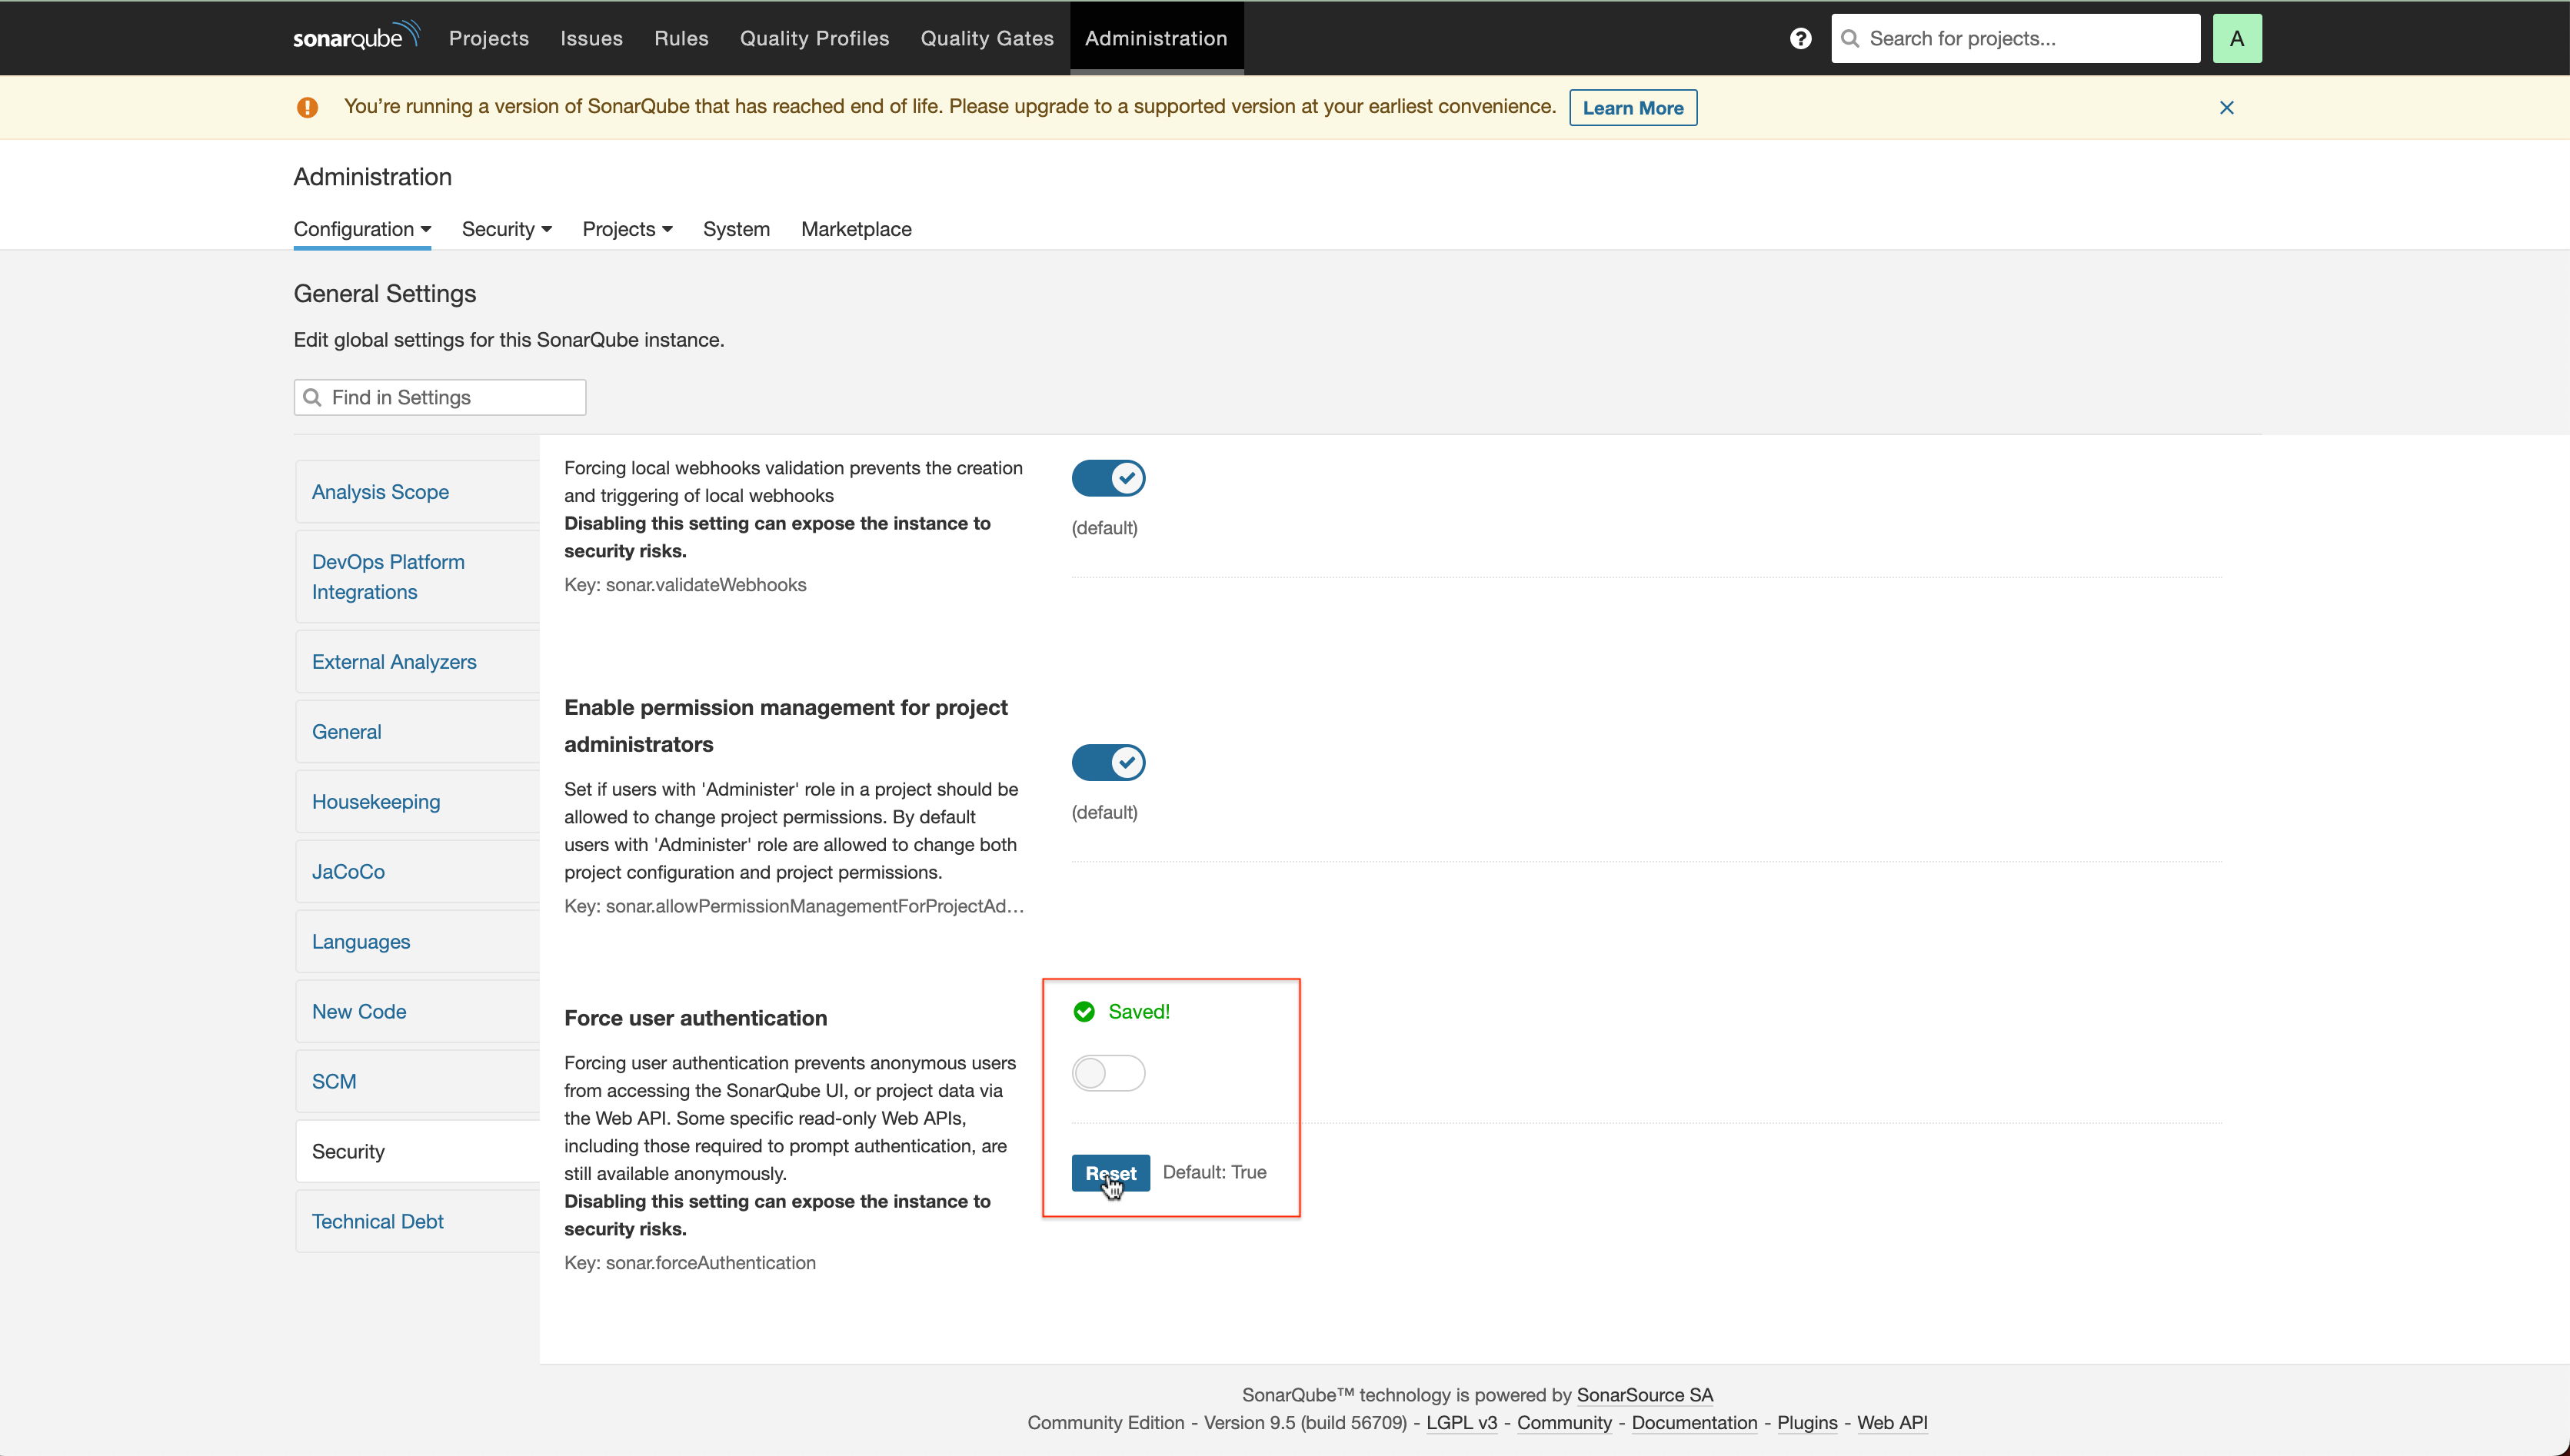 sonarqube Projects Issues Rules Quality Profiles Quality Gates Administration ? Search for projects... A
You're running a version of SonarQube that has reached end of life. Please upgrade to a supported version at your earliest convenience. Learn More
Administration
Configuration Security Projects System Marketplace
General Settings
Edit global settings for this SonarQube instance.
Find in Settings
Analysis Scope
DevOps Platform
Integrations
External Analyzers
General
Housekeeping
JaCoCo
Languages
New Code
SCM
Security
Technical Debt
Forcing local webhooks validation prevents the creation
and triggering of local webhooks
Disabling this setting can expose the instance to
security risks.
Key: sonar.validateWebhooks
(default)
Enable permission management for project
administrators
Set if users with 'Administer' role in a project should be
allowed to change project permissions. By default
users with 'Administer' role are allowed to change both
project configuration and project permissions.
Key: sonar.allowPermissionManagementForProjectAd...
(default)
Force user authentication
Forcing user authentication prevents anonymous users
from accessing the SonarQube UI, or project data via
the Web API. Some specific read-only Web APIs,
including those required to prompt authentication, are
still available anonymously.
Disabling this setting can expose the instance to
security risks.
Key: sonar.forceAuthentication
Saved!
Reset Default: True
SonarQube™ technology is powered by SonarSource SA
Community Edition - Version 9.5 (build 56709) - LGPL v3 - Community - Documentation - Plugins - Web API